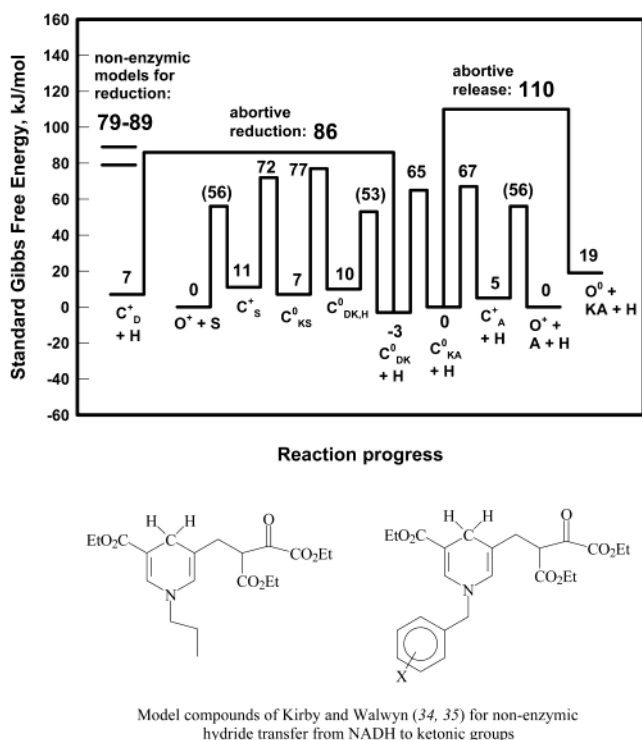 160
140
120
100
80
60
40
20
0
-20
-40
-60
Standard Gibbs Free Energy, kJ/mol
non-enzymic
models for
reduction:
79-89
abortive
reduction: 86
abortive
release: 110
7
0
(56)
11
72
7
77
10
(53)
-3
65
0
67
5
(56)
0
19
C⁺D
+ H
O⁺ + S
C⁺S
C⁰KS
C⁰DK,H
C⁰DK
+ H
C⁰KA
+ H
C⁺A
+ H
O⁺ +
A + H
O⁰ +
KA + H
Reaction progress
H H
O
EtO₂C
CO₂Et
CO₂Et
N
H H
O
EtO₂C
CO₂Et
CO₂Et
N
X
Model compounds of Kirby and Walwyn (34, 35) for non-enzymic
hydride transfer from NADH to ketonic groups